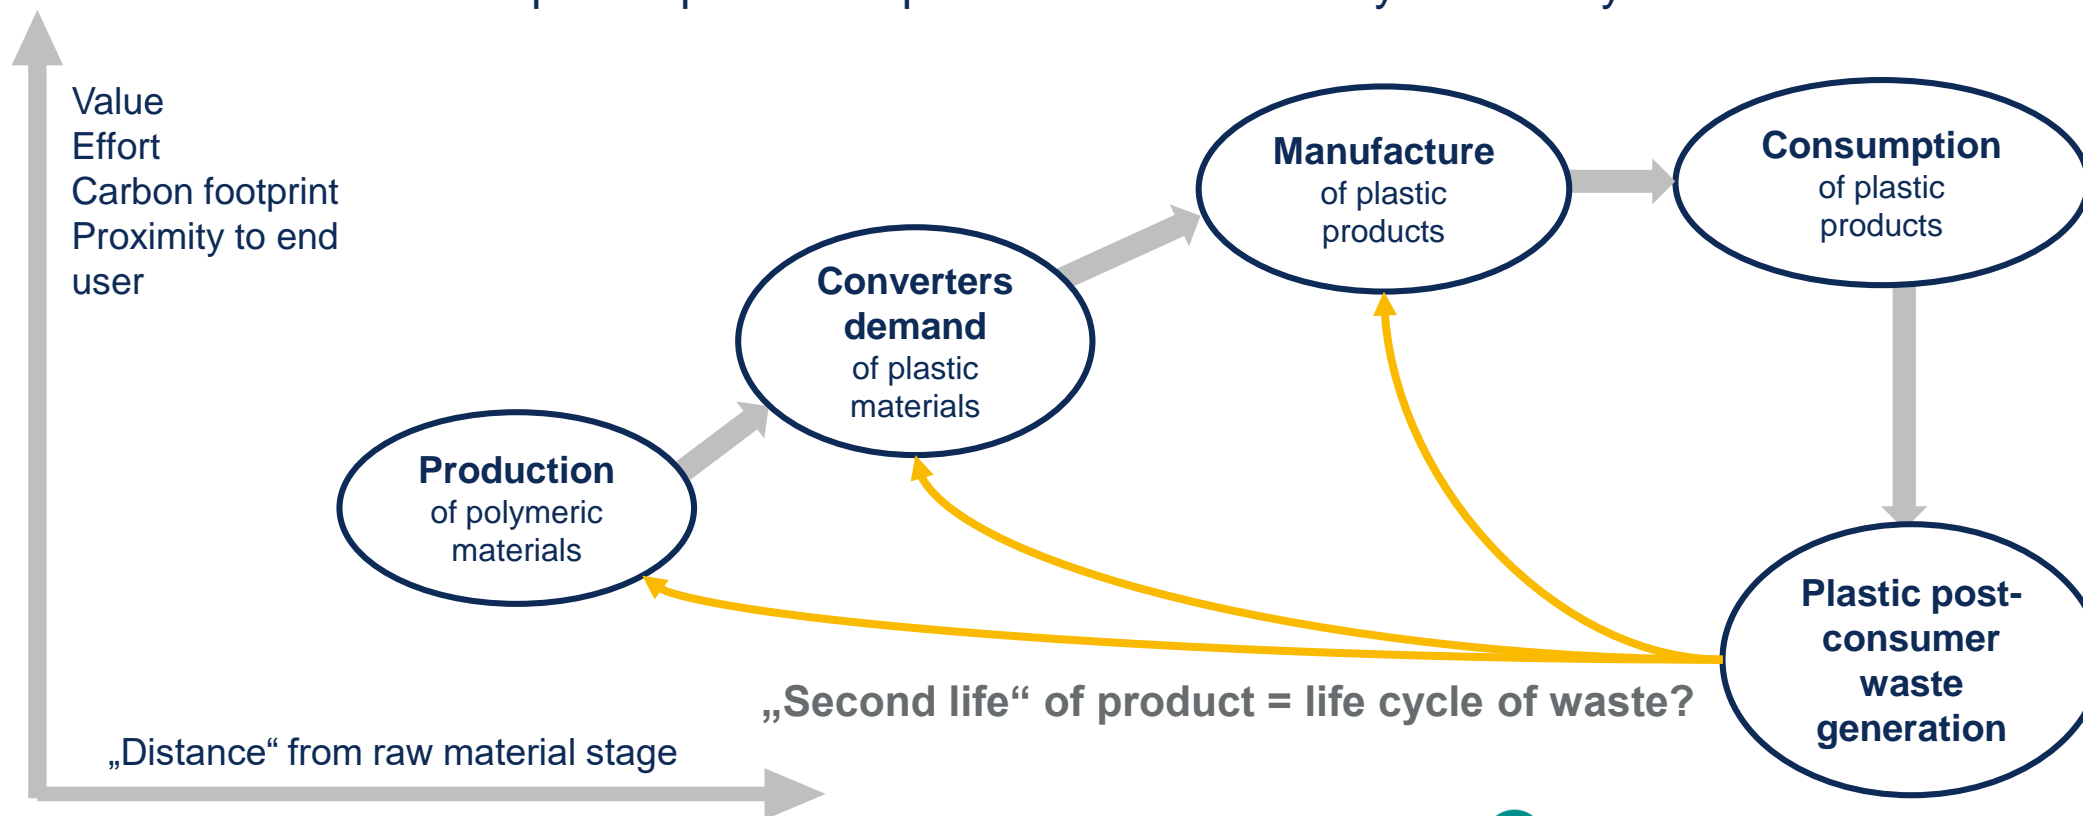 Value
Effort
Carbon footprint
Proximity to end
user
Manufacture
of plastic
products
Consumption
of plastic
products
Converters
demand
of plastic
materials
Production
of polymeric
materials
Plastic post-
consumer
waste
generation
„Second life“ of product = life cycle of waste?
„Distance“ from raw material stage